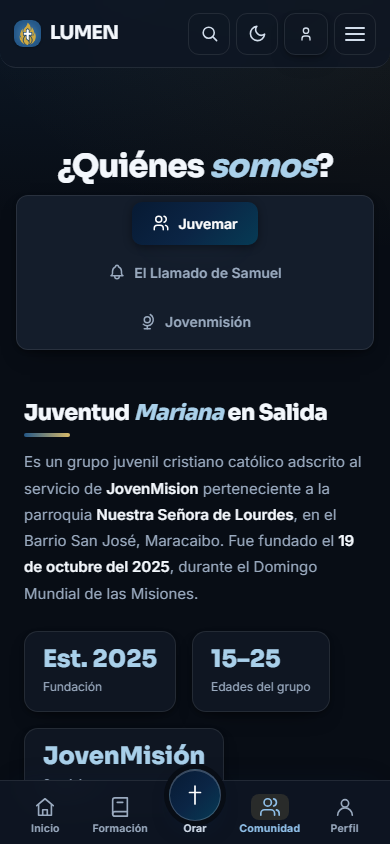 LUMEN
¿Quiénes somos?
Juvemar
El Llamado de Samuel
Jovenmisión
Juventud Mariana en Salida
Es un grupo juvenil cristiano católico adscrito al
servicio de JovenMision perteneciente a la
parroquia Nuestra Señora de Lourdes, en el
Barrio San José, Maracaibo. Fue fundado el 19
de octubre del 2025, durante el Domingo
Mundial de las Misiones.
Est. 2025
Fundación
15–25
Edades del grupo
JovenMisión
Inicio
Formación
Orar
Comunidad
Perfil